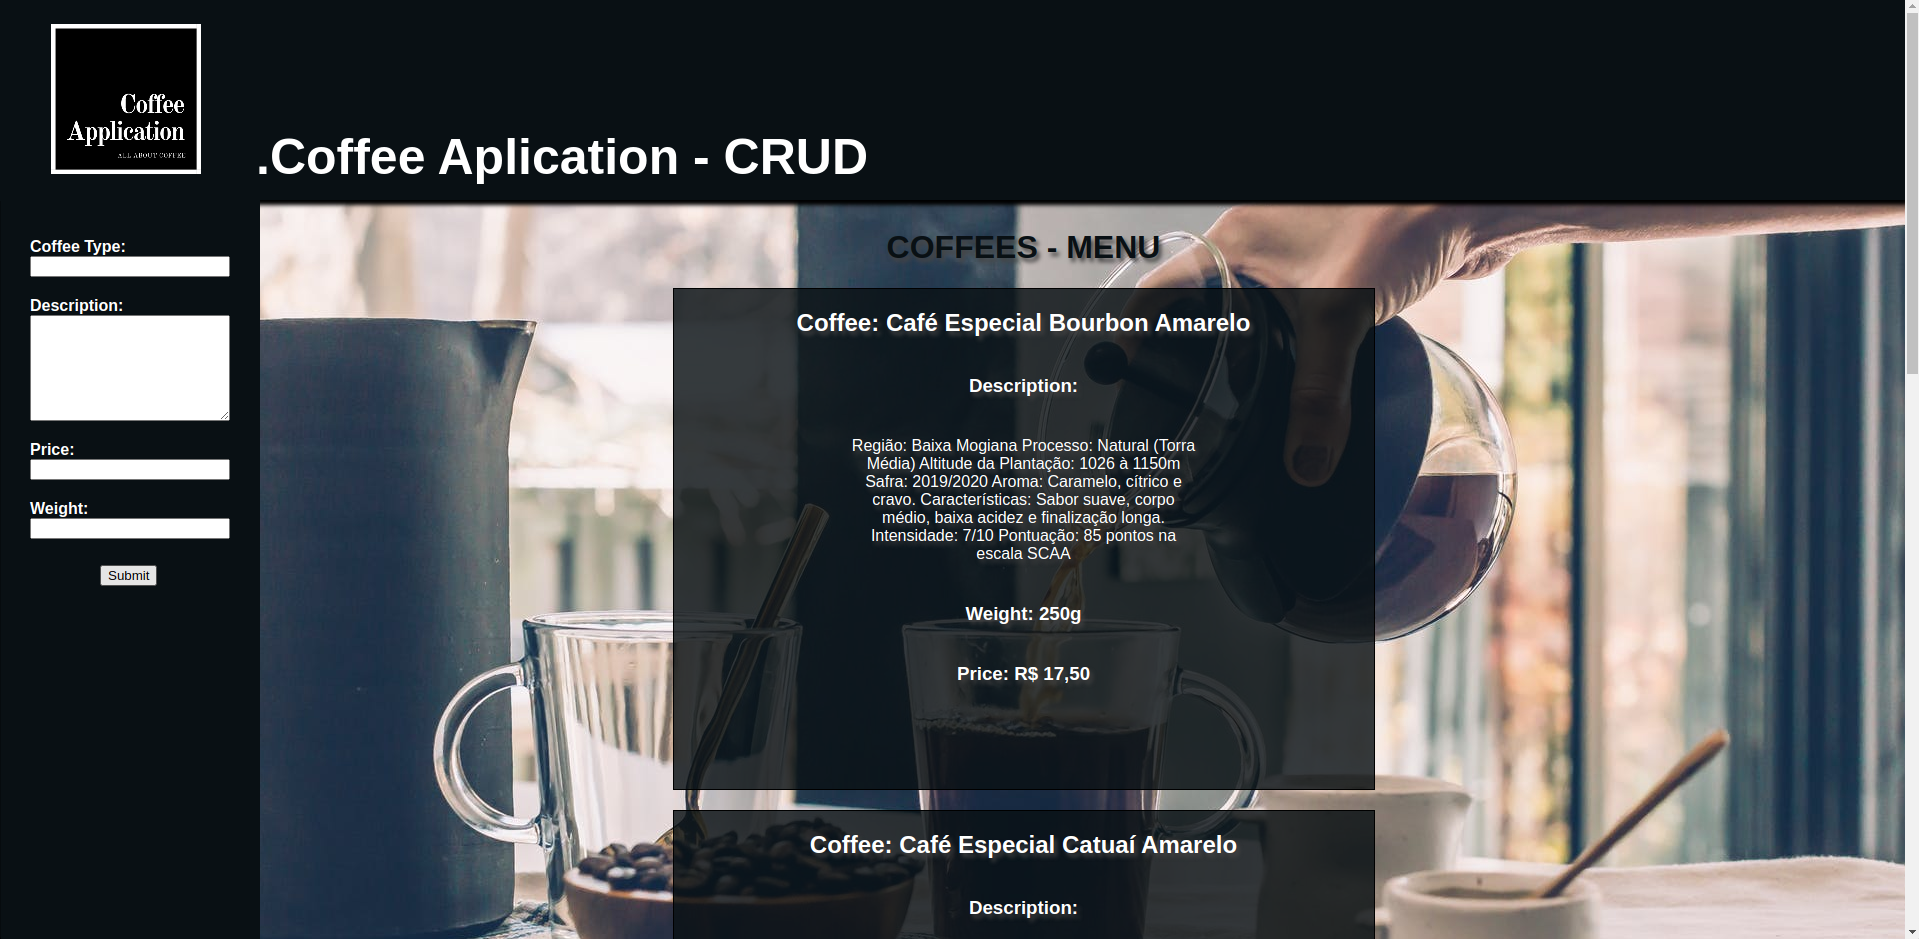 Coffee
Application
ALL ABOUT COFFEE
.Coffee Aplication - CRUD
Coffee Type:
Description:
Price:
Weight:
Submit
COFFEES - MENU
Coffee: Café Especial Bourbon Amarelo
Description:
Região: Baixa Mogiana Processo: Natural (Torra
Média) Altitude da Plantação: 1026 à 1150m
Safra: 2019/2020 Aroma: Caramelo, cítrico e
cravo. Características: Sabor suave, corpo
médio, baixa acidez e finalização longa.
Intensidade: 7/10 Pontuação: 85 pontos na
escala SCAA
Weight: 250g
Price: R$ 17,50
Coffee: Café Especial Catuaí Amarelo
Description: